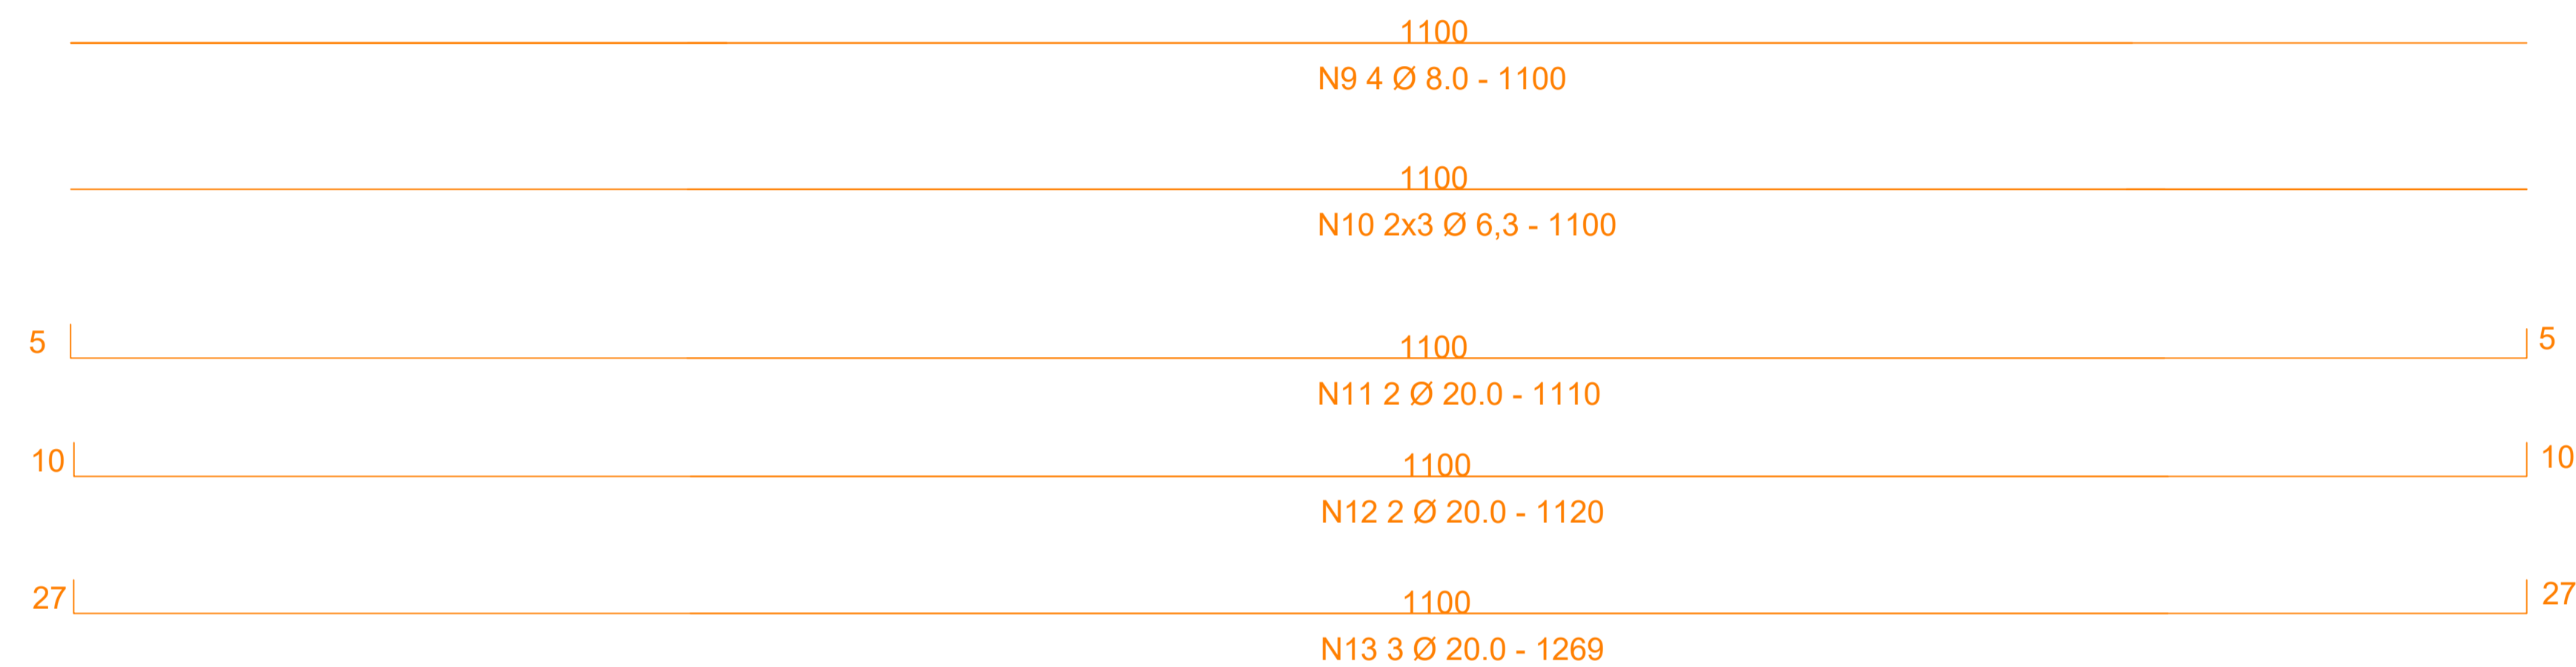 1100
N9 4 Ø 8.0 - 1100
1100
N10 2x3 Ø 6,3 - 1100
5 1100 5
N11 2 Ø 20.0 - 1110
10 1100 10
N12 2 Ø 20.0 - 1120
27 1100 27
N13 3 Ø 20.0 - 1269